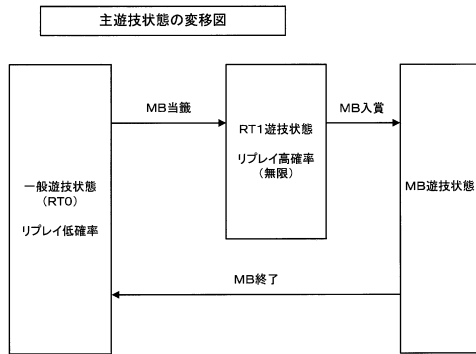 主遊技状態の変移図
MB当籤
MB入賞
RT1遊技状態
リプレイ高確率
(無限)
一般遊技状態
(RT0)
リプレイ低確率
MB遊技状態
MB終了